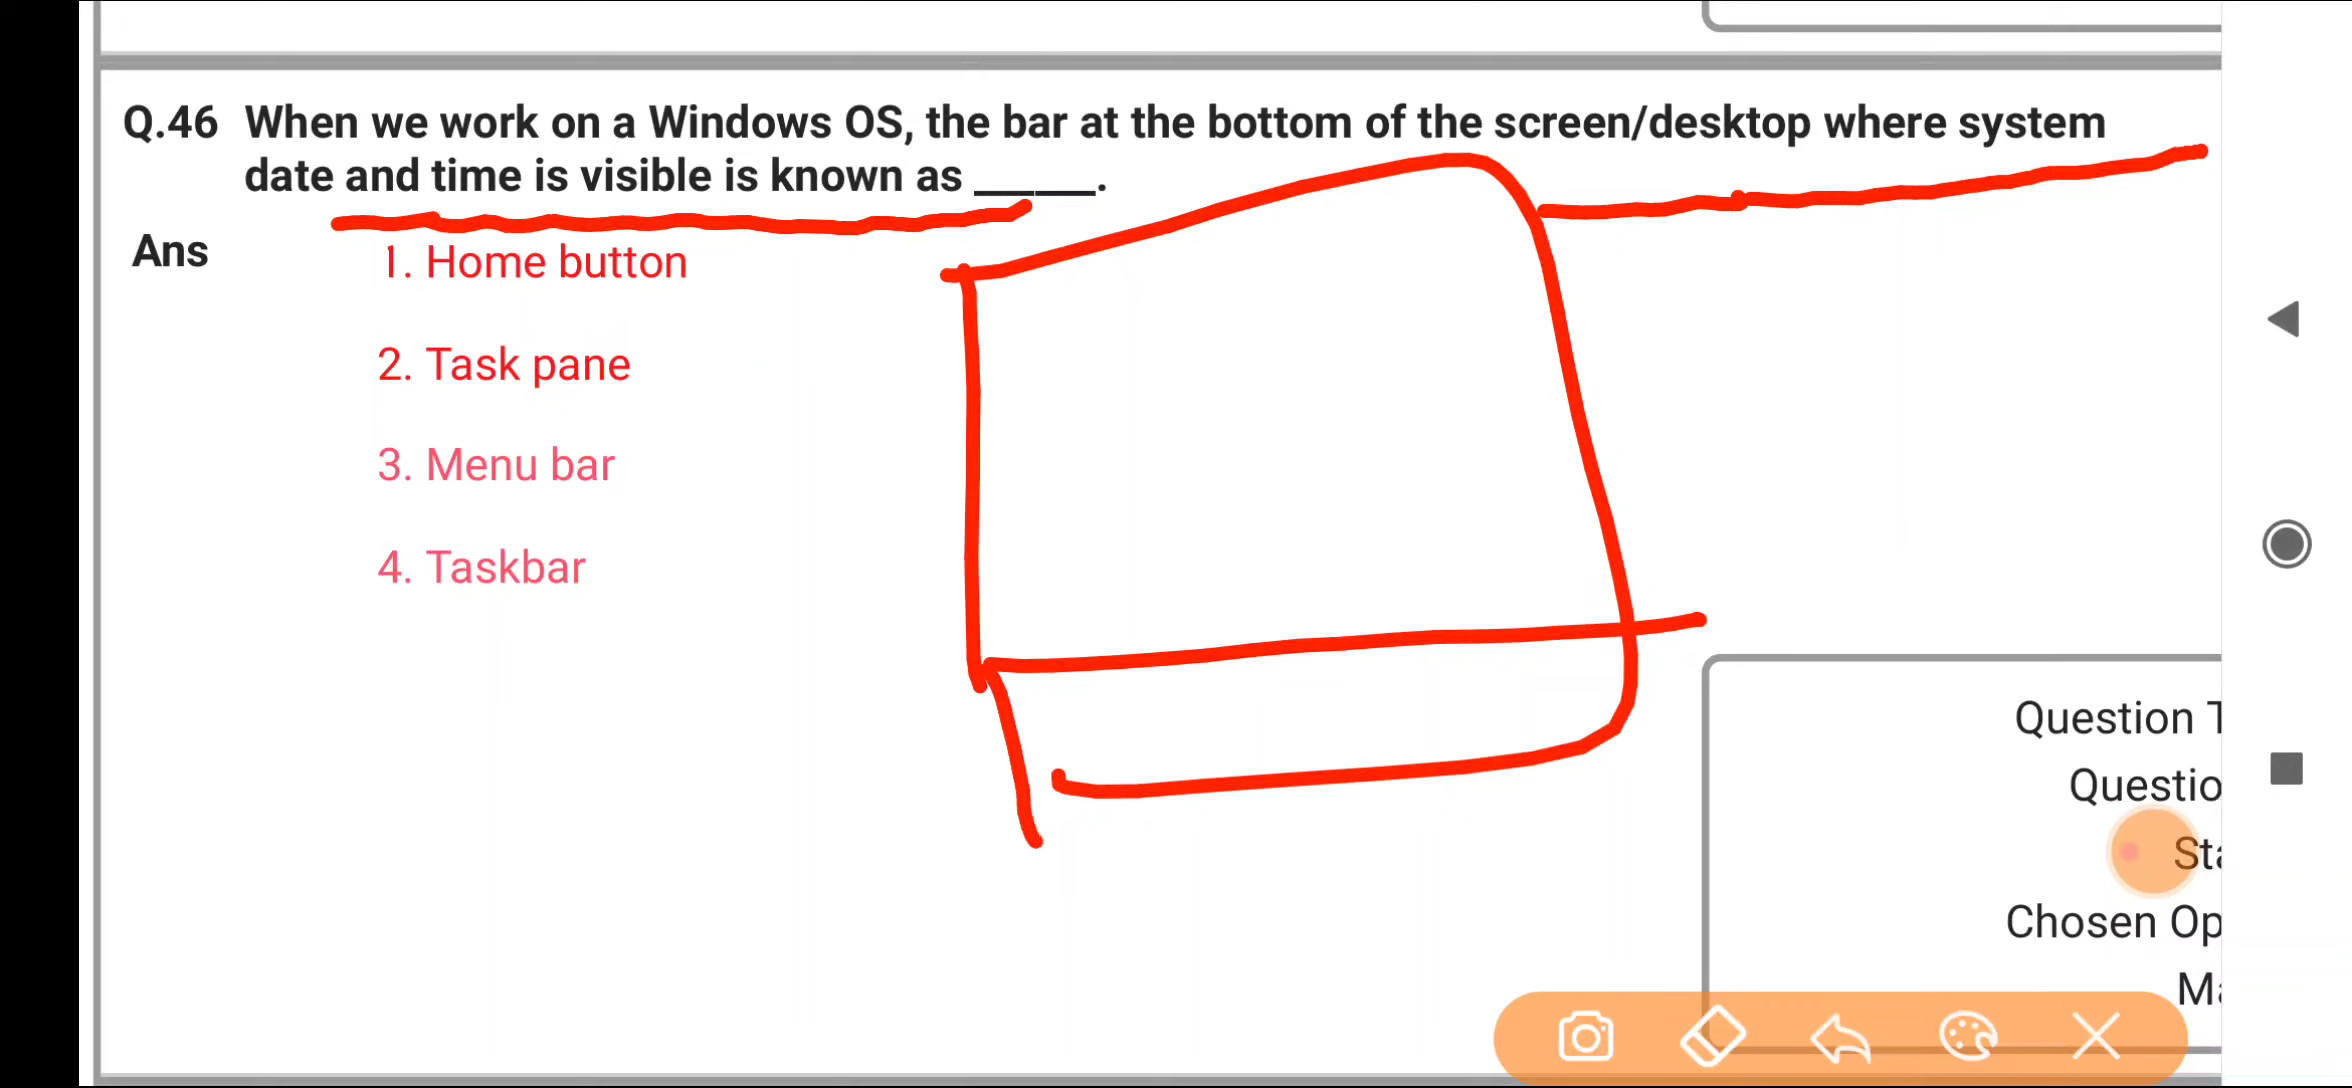 Q.46 When we work on a Windows OS, the bar at the bottom of the screen/desktop where system
date and time is visible is known as ______.
Ans
1. Home button
2. Task pane
3. Menu bar
4. Taskbar
Question
Chosen